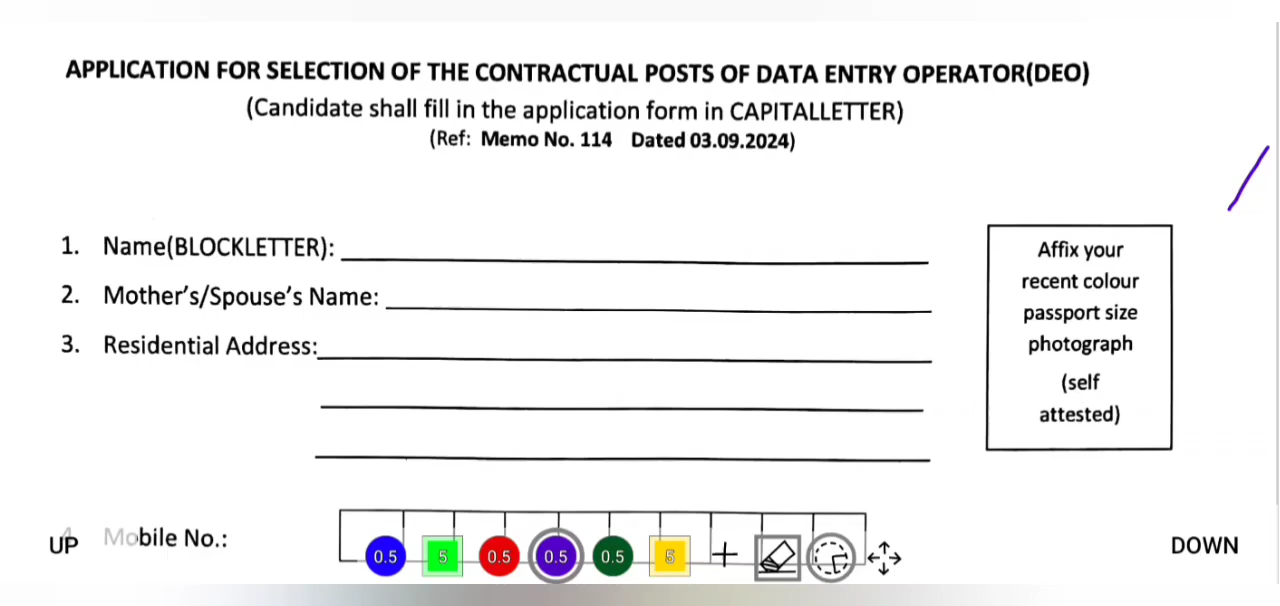 APPLICATION FOR SELECTION OF THE CONTRACTUAL POSTS OF DATA ENTRY OPERATOR(DEO)
(Candidate shall fill in the application form in CAPITALLETTER)
(Ref: Memo No. 114 Dated 03.09.2024)
1. Name(BLOCKLETTER):
2. Mother's/Spouse's Name:
3. Residential Address:
Affix your
recent colour
passport size
photograph
(self
attested)
4. Mobile No.:
UP
0.5 5 0.5 0.5 0.5 5
DOWN